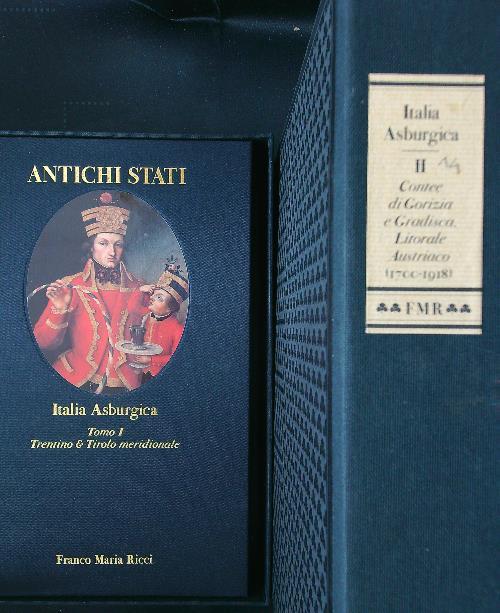 ANTICHI STATI
Italia Asburgica
Tomo I
Trentino & Tirolo meridionale
Franco Maria Ricci
Italia
Asburgica
II
Contee
di Gorizia
e Gradisca.
Litorale
Austriaco
(1700-1918)
FMR